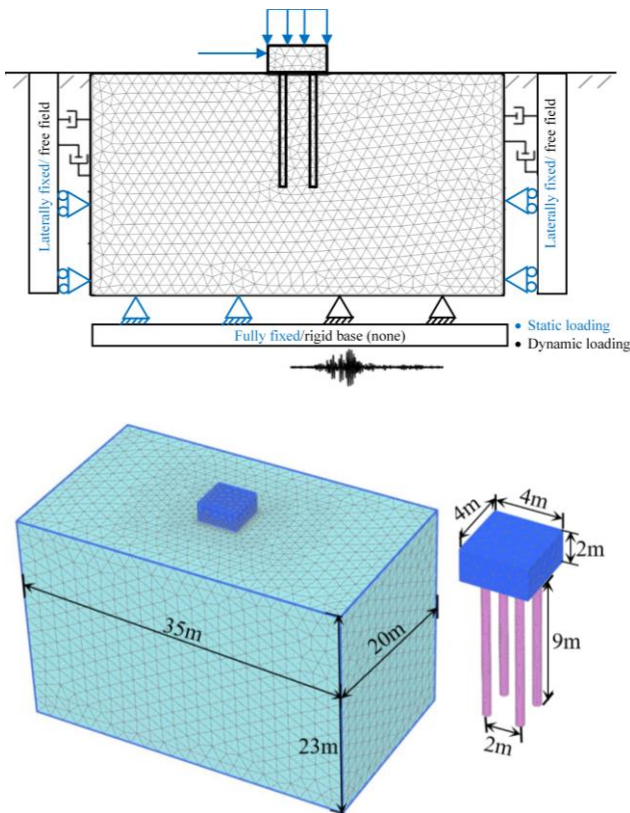 Laterally fixed/ free field
Laterally fixed/ free field
Fully fixed/rigid base (none)
• Static loading
• Dynamic loading
4m
4m
2m
9m
2m
35m
20m
23m